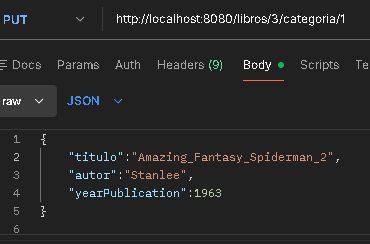 PUT http://localhost:8080/libros/3/categoria/1
Docs Params Auth Headers (9) Body Scripts Te
raw JSON
1 {
2 "titulo":"Amazing_Fantasy_Spiderman_2",
3 "autor":"Stanlee",
4 "yearPublication":1963
5 }
6